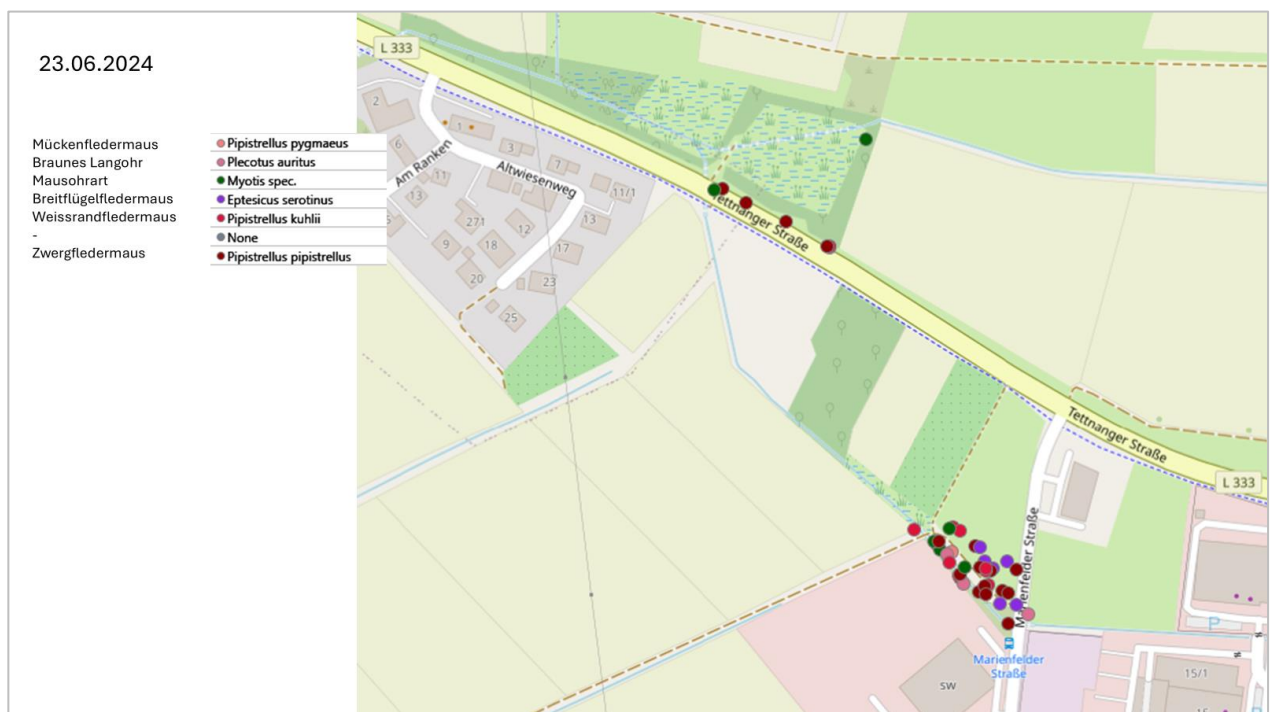 23.06.2024
Mückenfledermaus
Braunes Langohr
Mausohrart
Breitflügelfledermaus
Weissrandfledermaus
-
Zwergfledermaus
Pipistrellus pygmaeus
Plecotus auritus
Myotis spec.
Eptesicus serotinus
Pipistrellus kuhlii
None
Pipistrellus pipistrellus
L 333
2
1
6
3
7
Am Ranken
Altwiesenweg
11
11/1
13
13
271
12
9
18
17
20
23
25
Tettnanger Straße
Tettnanger Straße
L 333
Marienfelder Straße
P
Marienfelder
Straße
sw
15/1
15